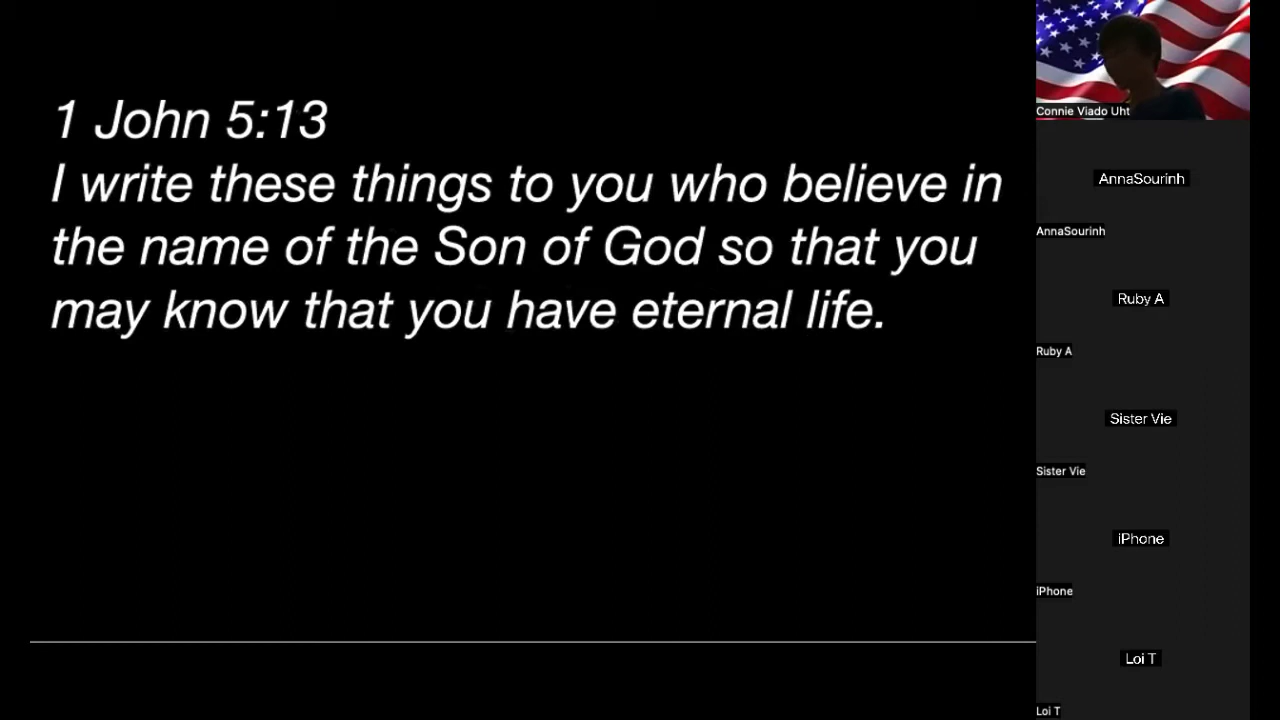 1 John 5:13
I write these things to you who believe in
the name of the Son of God so that you
may know that you have eternal life.
Connie Viado Uht
AnnaSourinh
AnnaSourinh
Ruby A
Ruby A
Sister Vie
Sister Vie
iPhone
iPhone
Loi T
Loi T